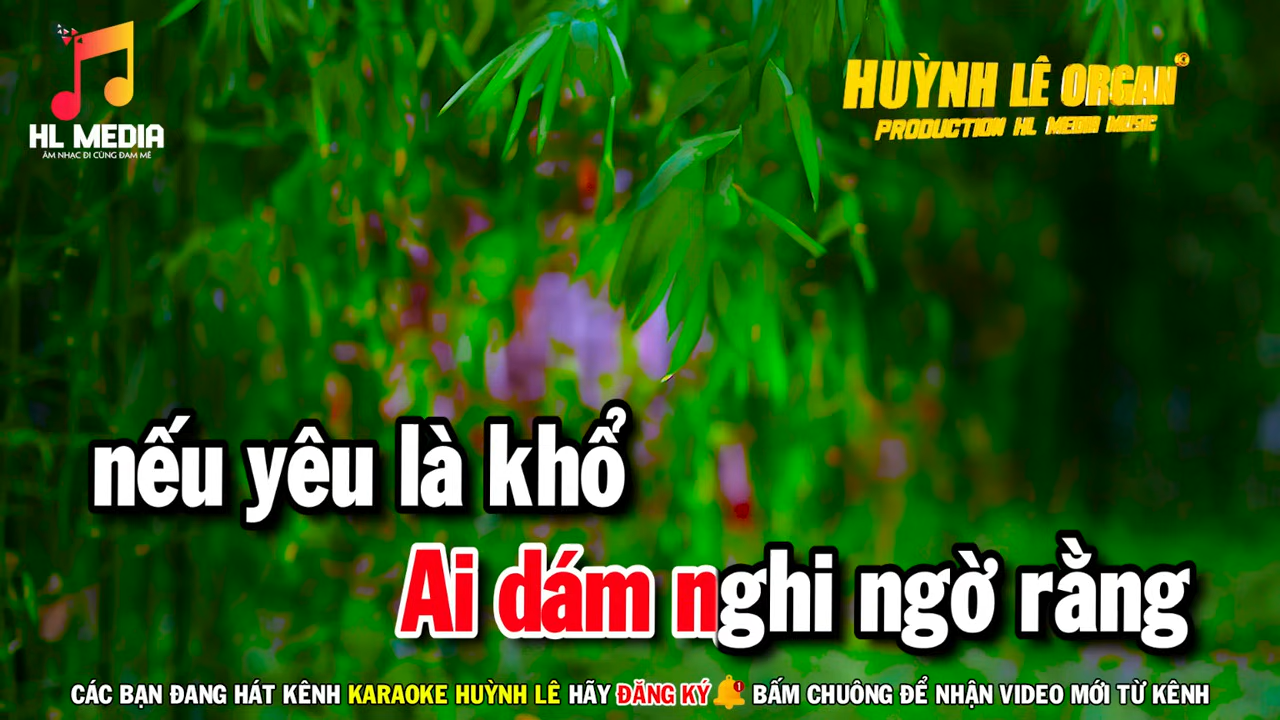 HL MEDIA
ÂM NHẠC ĐI CÙNG ĐAM MÊ
HUỲNH LÊ ORGAN
PRODUCTION HL MEDIA MUSIC
nếu yêu là khổ
Ai dám nghi ngờ rằng
CÁC BẠN ĐANG HÁT KÊNH KARAOKE HUỲNH LÊ HÃY ĐĂNG KÝ BẤM CHUÔNG ĐỂ NHẬN VIDEO MỚI TỪ KÊNH